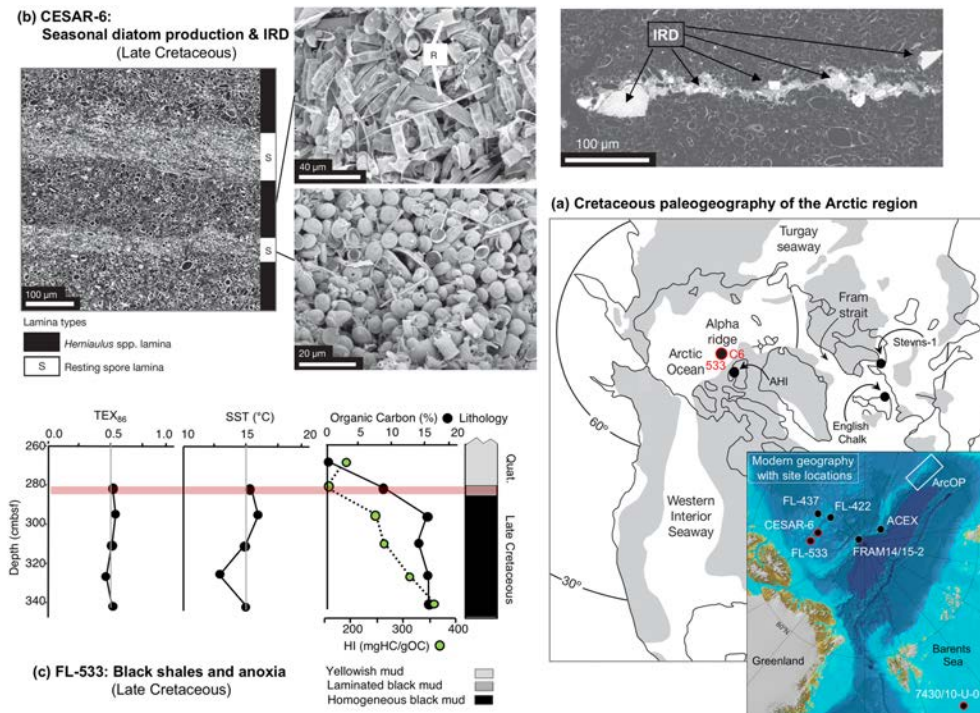 (b) CESAR-6:
Seasonal diatom production & IRD
(Late Cretaceous)
S
S
100 µm
Lamina types
Hemiaulus spp. lamina
S
Resting spore lamina
R
40 µm
20 µm
IRD
100 µm
(a) Cretaceous paleogeography of the Arctic region
Turgay
seaway
Fram
strait
Alpha
ridge
Stevns-1
C6
533
Arctic
Ocean
AHI
60º
English
Chalk
Western
Interior
Seaway
30º
Modern geography
with site locations
ArcOP
FL-437
FL-422
CESAR-6
ACEX
FL-533
FRAM14/15-2
80°N
Greenland
Barents
Sea
7430/10-U-0
TEX86
0.0 0.5 1.0
SST (°C)
10 15 20
Organic Carbon (%)
0 10 15 20
Lithology
Depth (cmbsf)
260
280
300
320
340
Quat.
Late Cretaceous
200 300 400
HI (mgHC/gOC)
(c) FL-533: Black shales and anoxia
(Late Cretaceous)
Yellowish mud
Laminated black mud
Homogeneous black mud